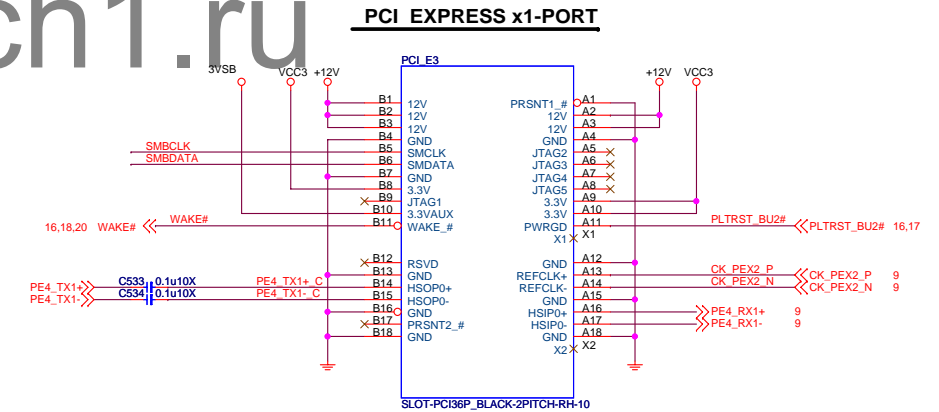 ch1.ru
PCI EXPRESS x1-PORT
PCI_E3
3VSB VCC3 +12V
+12V VCC3
B1 12V PRSNT1_# A1
B2 12V 12V A2
B3 12V 12V A3
B4 GND GND A4
SMBCLK B5 SMCLK JTAG2 A5
SMBDATA B6 SMDATA JTAG3 A6
B7 GND JTAG4 A7
B8 3.3V JTAG5 A8
B9 JTAG1 3.3V A9
B10 3.3VAUX 3.3V A10
16,18,20 WAKE# WAKE# B11 WAKE_# PWRGD A11 PLTRST_BU2# PLTRST_BU2# 16,17
X1 X1
B12 RSVD GND A12
B13 GND REFCLK+ A13 CK_PEX2_P CK_PEX2_P 9
PE4_TX1+ C533 0.1u10X PE4_TX1+_C B14 HSOP0+ REFCLK- A14 CK_PEX2_N CK_PEX2_N 9
PE4_TX1- C534 0.1u10X PE4_TX1-_C B15 HSOP0- GND A15
B16 GND HSIP0+ A16 PE4_RX1+ 9
B17 PRSNT2_# HSIP0- A17 PE4_RX1- 9
B18 GND GND A18
X2 X2
SLOT-PCI36P_BLACK-2PITCH-RH-10